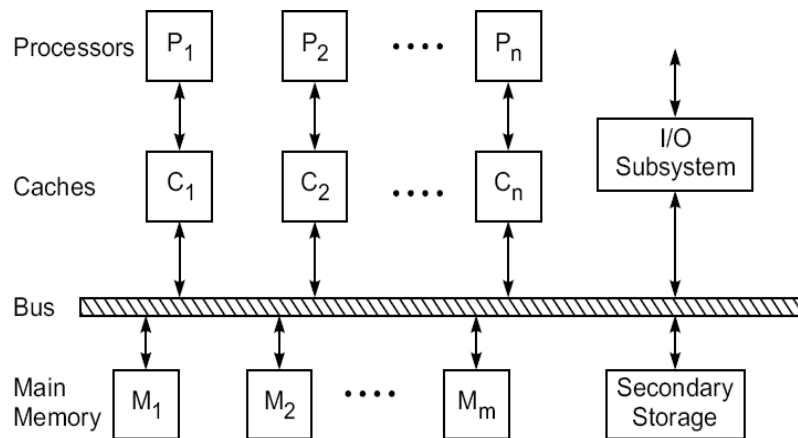 Processors P₁ P₂ •••• Pₙ
I/O
Subsystem
Caches C₁ C₂ •••• Cₙ
Bus
Main
Memory M₁ M₂ •••• Mₘ
Secondary
Storage